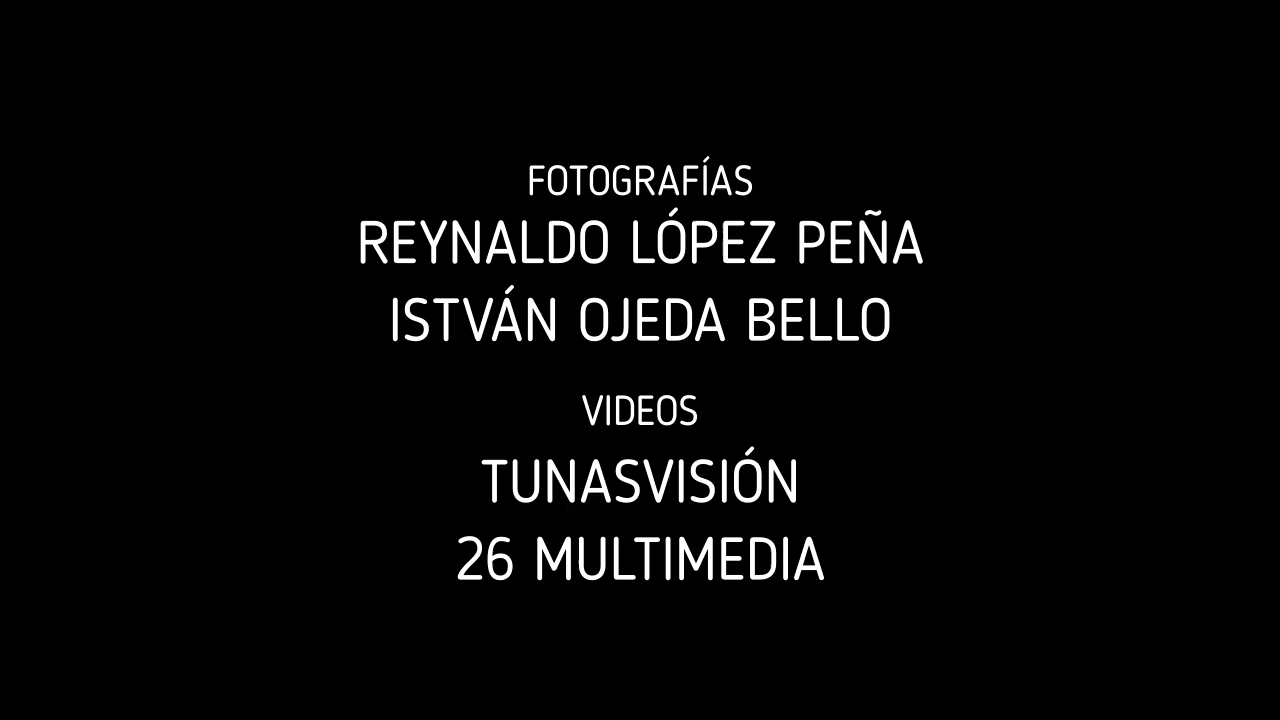 FOTOGRAFÍAS
REYNALDO LÓPEZ PEÑA
ISTVÁN OJEDA BELLO
VIDEOS
TUNASVISIÓN
26 MULTIMEDIA